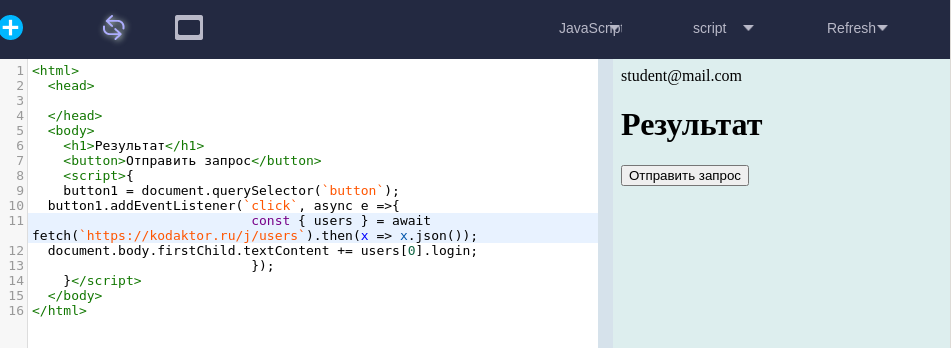 JavaScript script Refresh
1 <html>
2 <head>
3
4 </head>
5 <body>
6 <h1>Результат</h1>
7 <button>Отправить запрос</button>
8 <script>{
9 button1 = document.querySelector(`button`);
10 button1.addEventListener(`click`, async e =>{
11 const { users } = await
fetch(`https://kodaktor.ru/j/users`).then(x => x.json());
12 document.body.firstChild.textContent += users[0].login;
13 });
14 }</script>
15 </body>
16 </html>
student@mail.com
Результат
Отправить запрос